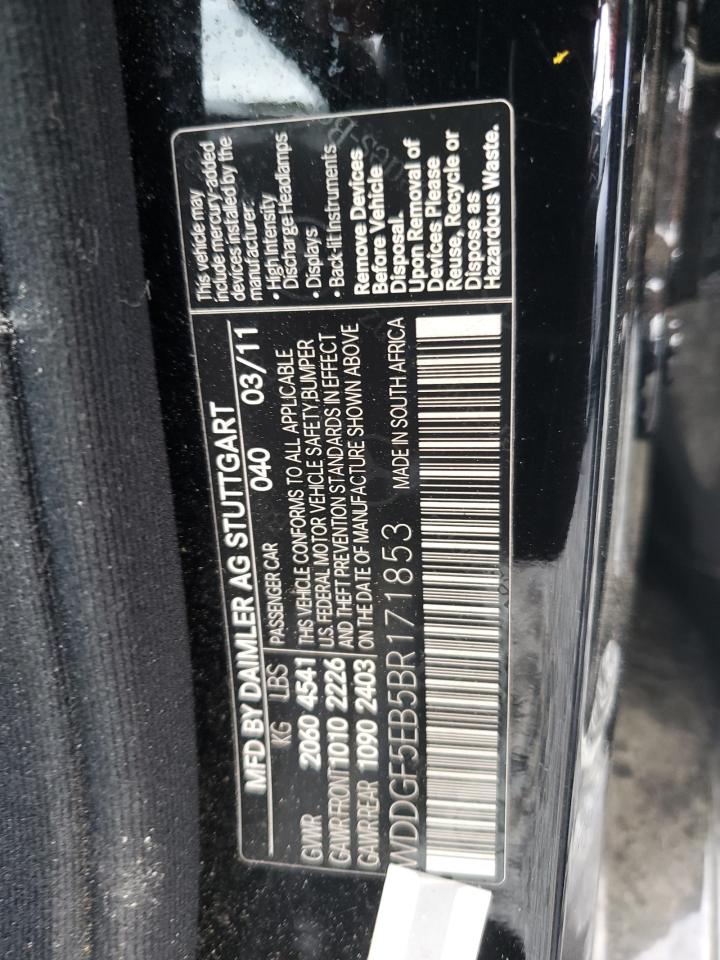 MFD BY DAIMLER AG STUTTGART
040 03/11
KG LBS PASSENGER CAR
GVWR 2060 4541
GAWR-FRONT 1010 2226
GAWR-REAR 1090 2403
THIS VEHICLE CONFORMS TO ALL APPLICABLE
U.S. FEDERAL MOTOR VEHICLE SAFETY, BUMPER
AND THEFT PREVENTION STANDARDS IN EFFECT
ON THE DATE OF MANUFACTURE SHOWN ABOVE
WDDGF5EB5BR171853 MADE IN SOUTH AFRICA
This vehicle may
include mercury-added
devices installed by the
manufacturer:
• High Intensity
Discharge Headlamps
• Displays
• Back-lit Instruments
Remove Devices
Before Vehicle
Disposal.
Upon Removal of
Devices Please
Reuse, Recycle or
Dispose as
Hazardous Waste.